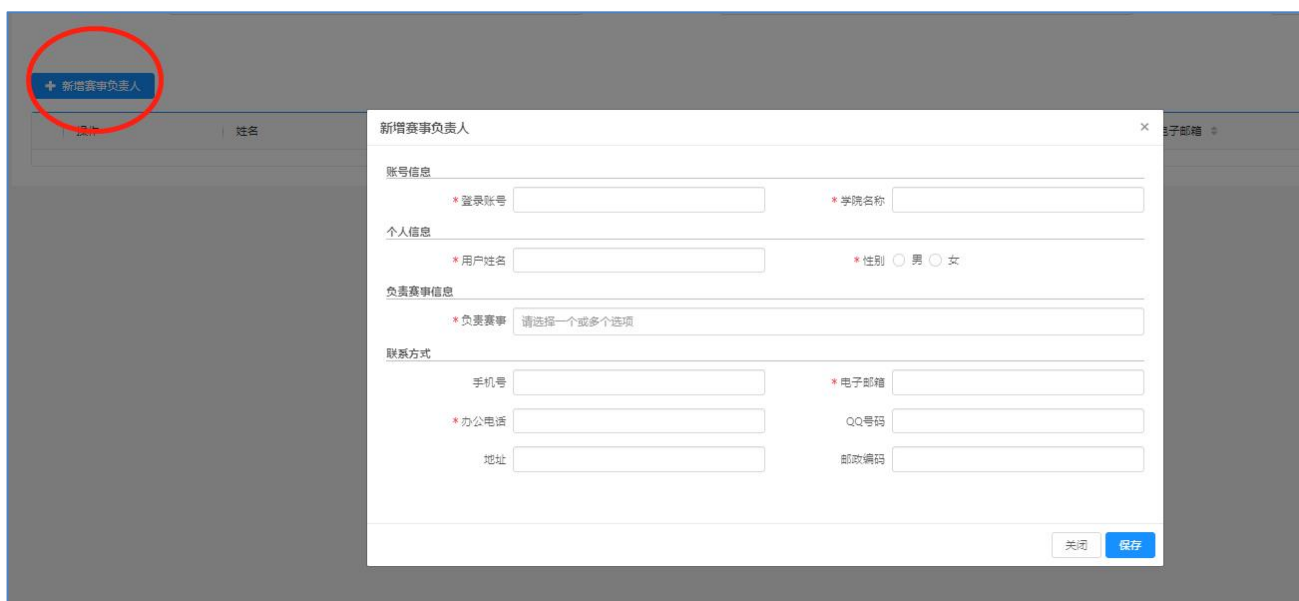 + 新增赛事负责人
操作 姓名 电子邮箱
新增赛事负责人 ×
账号信息
* 登录账号 * 学院名称
个人信息
* 用户姓名 * 性别 男 女
负责赛事信息
* 负责赛事 请选择一个或多个选项
联系方式
手机号 * 电子邮箱
* 办公电话 QQ号码
地址 邮政编码
关闭 保存